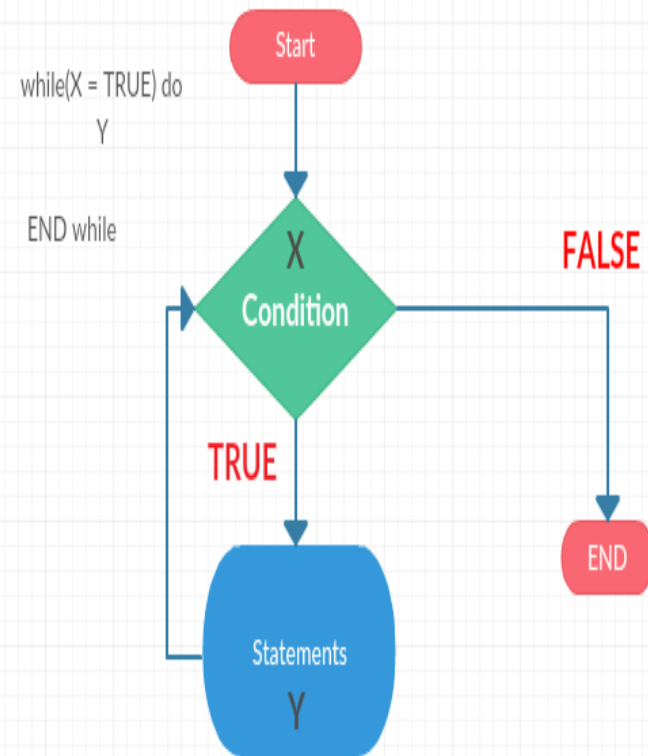 Start
while(X = TRUE) do
Y
END while
X
Condition
FALSE
TRUE
END
Statements
Y